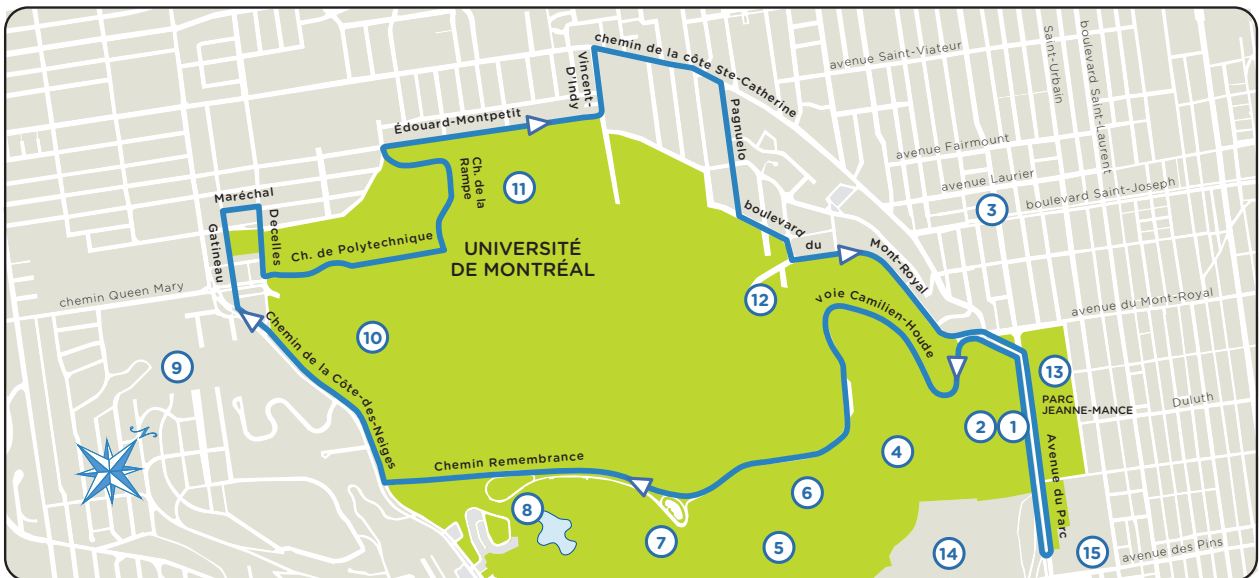 chemin de la côte Ste-Catherine
avenue Saint-Viateur
Saint-Urbain
boulevard Saint-Laurent
Vincent-
D'Indy
Édouard-Montpetit
Pagnuelo
avenue Fairmount
Ch. de la
Rampe
11
avenue Laurier
3
boulevard Saint-Joseph
Maréchal
Gatineau
Decelles
Ch. de Polytechnique
UNIVERSITÉ
DE MONTRÉAL
boulevard du
Mont-Royal
chemin Queen Mary
12
voie Camilien-Houde
avenue du Mont-Royal
Chemin de la Côte-des-Neiges
10
9
13
PARC
JEANNE-MANCE
Duluth
2
1
N
4
Avenue du Parc
Chemin Remembrance
6
8
7
5
14
15
avenue des Pins